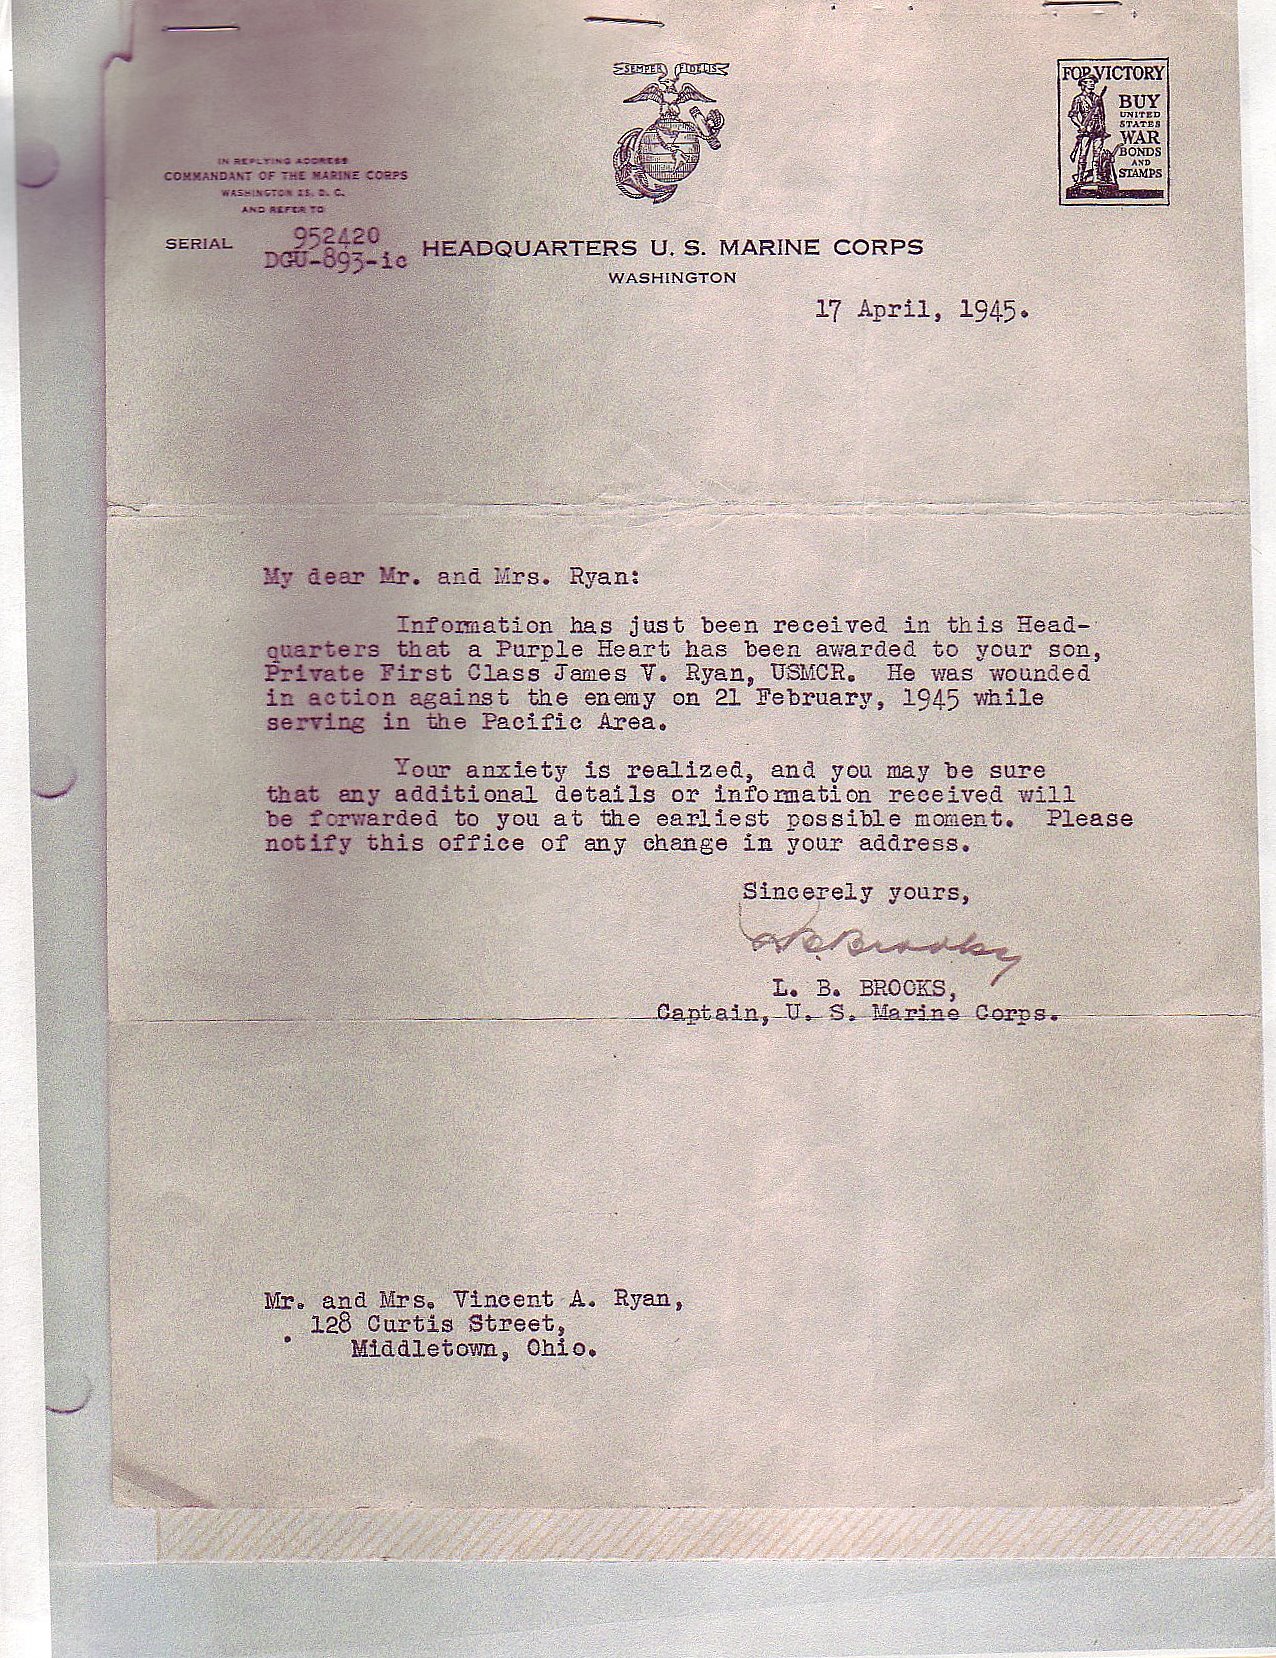 SEMPER FIDELIS
FOR VICTORY
BUY
UNITED
STATES
WAR
BONDS
AND
STAMPS
IN REPLYING ADDRESS
COMMANDANT OF THE MARINE CORPS
WASHINGTON 25, D. C.
AND REFER TO
SERIAL 952420
DGU-893-ic
HEADQUARTERS U. S. MARINE CORPS
WASHINGTON
17 April, 1945.
My dear Mr. and Mrs. Ryan:
Information has just been received in this Head-
quarters that a Purple Heart has been awarded to your son,
Private First Class James V. Ryan, USMCR. He was wounded
in action against the enemy on 21 February, 1945 while
serving in the Pacific Area.
Your anxiety is realized, and you may be sure
that any additional details or information received will
be forwarded to you at the earliest possible moment. Please
notify this office of any change in your address.
Sincerely yours,
L. B. BROOKS,
Captain, U. S. Marine Corps.
Mr. and Mrs. Vincent A. Ryan,
128 Curtis Street,
Middletown, Ohio.